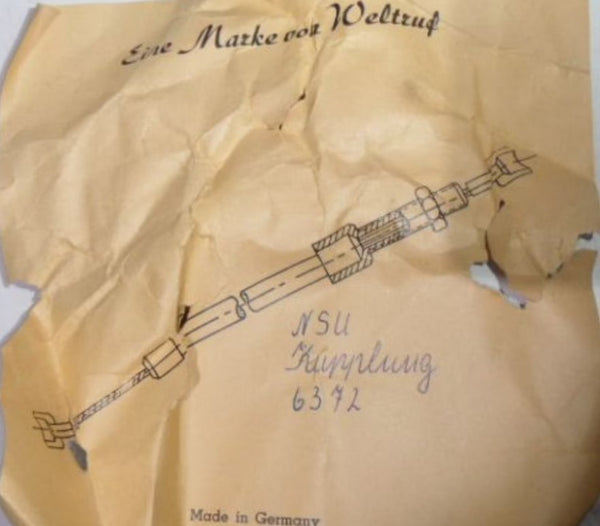 Eine Marke von Weltruf
NSU
Kupplung
6372
Made in Germany